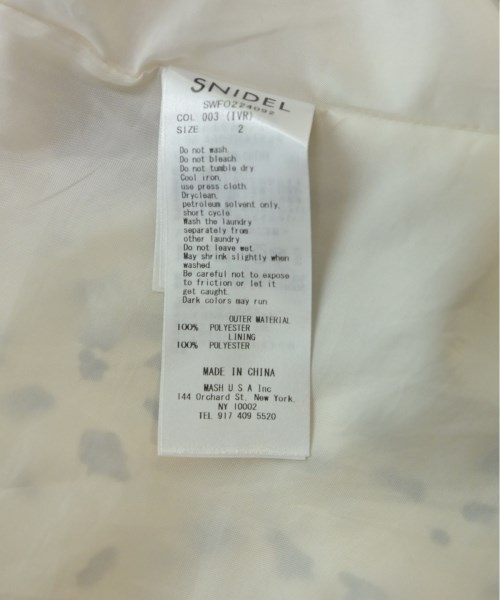 SNIDEL
SWFO224092
COL 003 (IVR)
SIZE 2
Do not wash
Do not bleach
Do not tumble dry
Cool iron,
use press cloth
Dryclean,
petroleum solvent only,
short cycle
Wash the laundry
separately from
other laundry
Do not leave wet.
May shrink slightly when
washed
Be careful not to expose
to friction or let it
get caught.
Dark colors may run
OUTER MATERIAL
100% POLYESTER
LINING
100% POLYESTER
MADE IN CHINA
MASH U.S.A Inc
144 Orchard St. New York.
NY 10002
TEL 917 409 5520